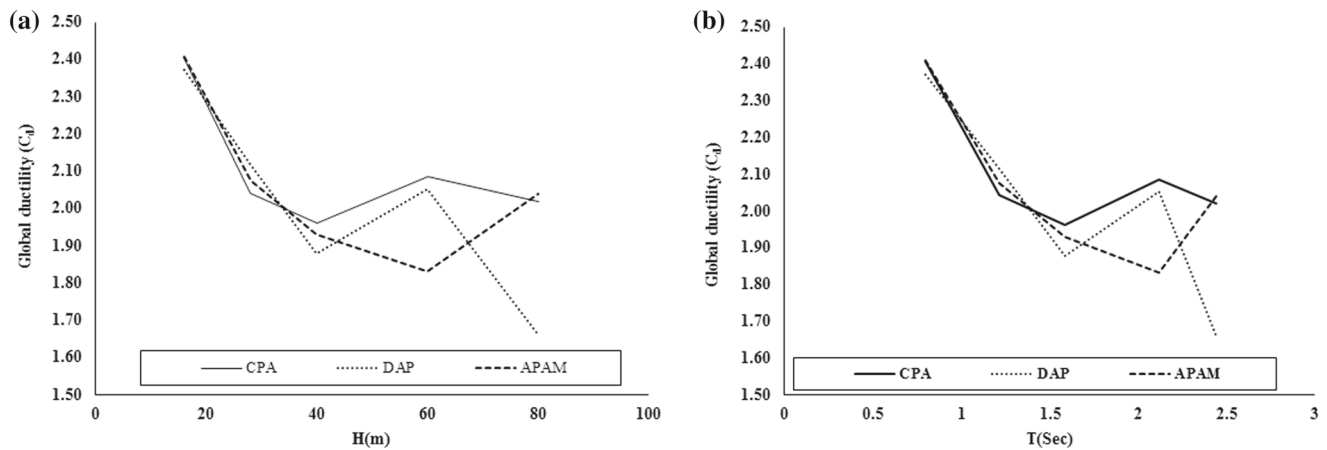 (a)
Global ductility (Cd)
2.50
2.40
2.30
2.20
2.10
2.00
1.90
1.80
1.70
1.60
1.50
CPA DAP APAM
0 20 40 60 80 100
H(m)
(b)
Global ductility (Cd)
2.50
2.40
2.30
2.20
2.10
2.00
1.90
1.80
1.70
1.60
1.50
CPA DAP APAM
0 0.5 1 1.5 2 2.5 3
T(Sec)